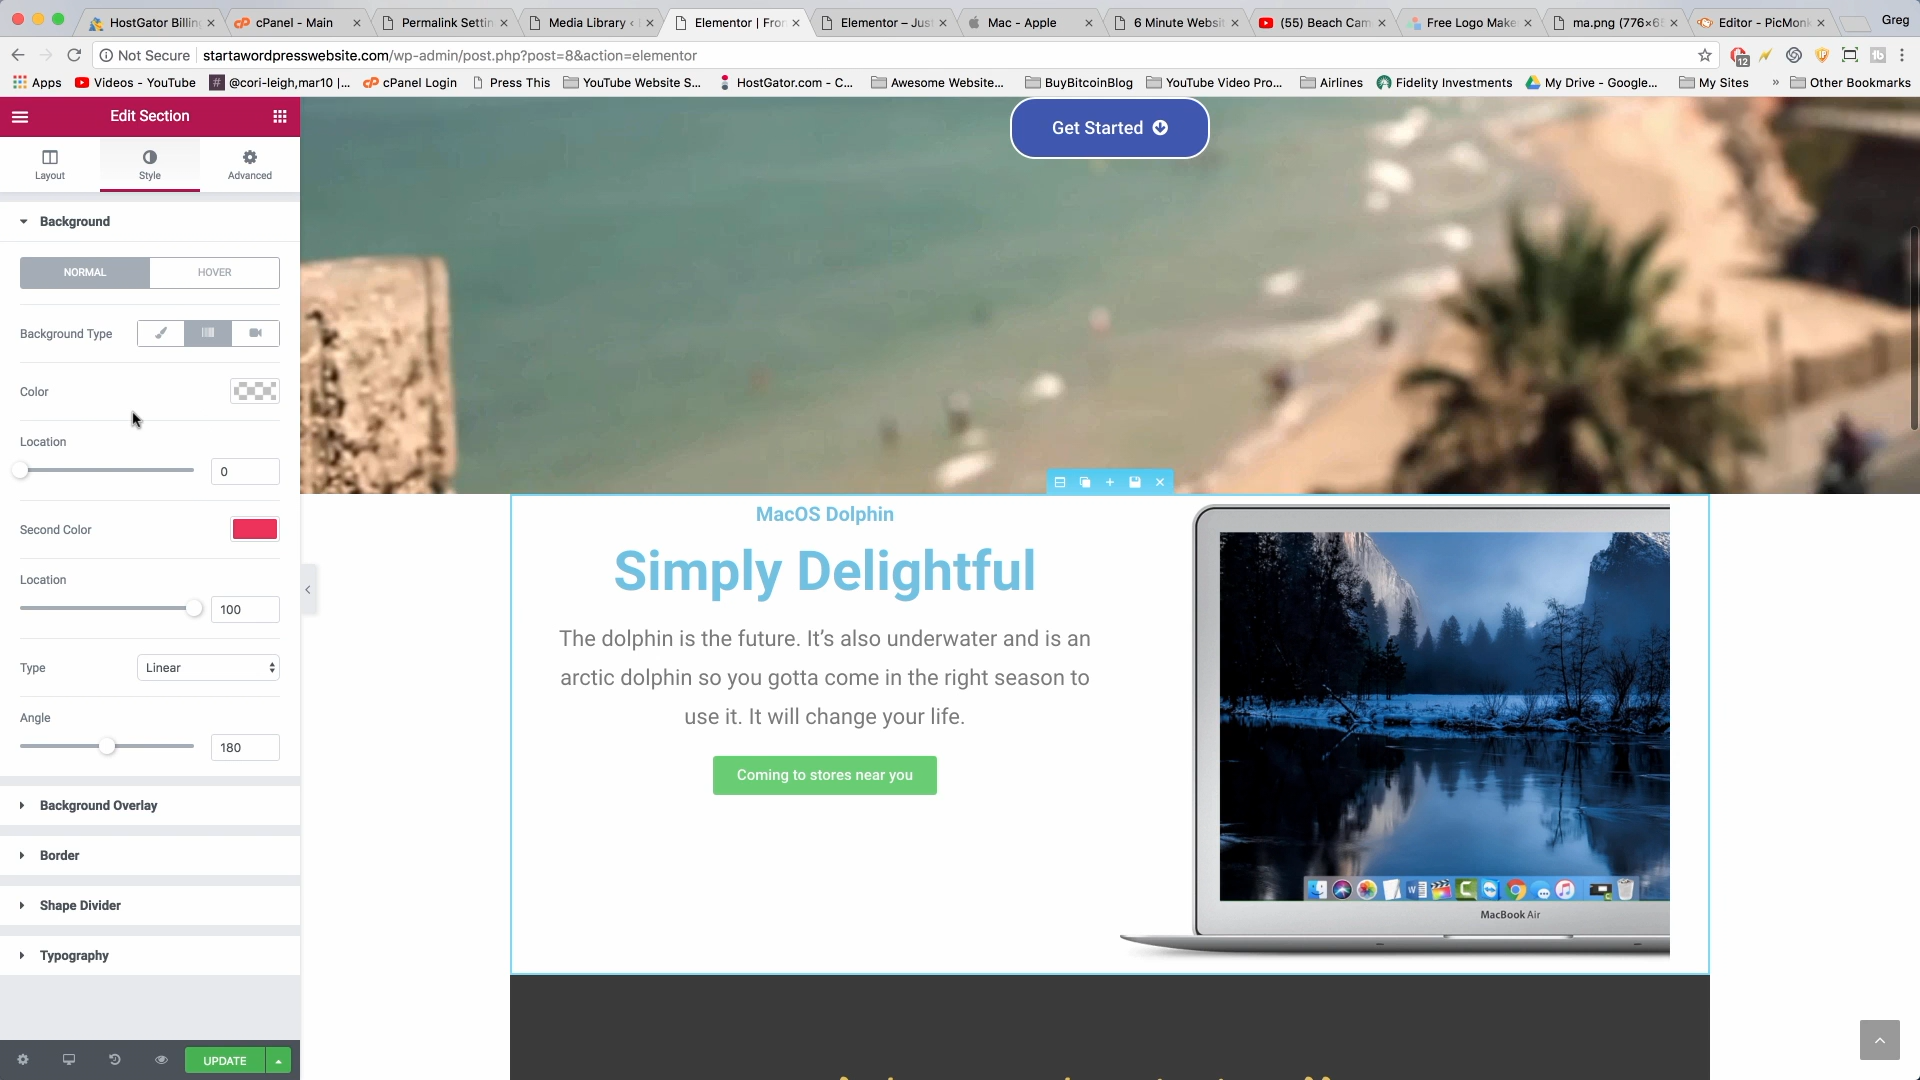 HostGator Billin
cPanel - Main
Permalink Settin
Media Library ‹
Elementor | Fron
Elementor – Just
Mac - Apple
6 Minute Websit
(55) Beach Cam
Free Logo Make
ma.png (776×6
Editor - PicMonk
Greg
Not Secure
startawordpresswebsite.com/wp-admin/post.php?post=8&action=elementor
12
Apps
Videos - YouTube
@cori-leigh,mar10 |...
cPanel Login
Press This
YouTube Website S...
HostGator.com - C...
Awesome Website...
BuyBitcoinBlog
YouTube Video Pro...
Airlines
Fidelity Investments
My Drive - Google...
My Sites
»
Other Bookmarks
Edit Section
Layout
Style
Advanced
Background
NORMAL
HOVER
Background Type
Color
Location
0
Second Color
Location
100
Type
Linear
Angle
180
Background Overlay
Border
Shape Divider
Typography
UPDATE
Get Started
MacOS Dolphin
Simply Delightful
The dolphin is the future. It’s also underwater and is an
arctic dolphin so you gotta come in the right season to
use it. It will change your life.
Coming to stores near you
MacBook Air